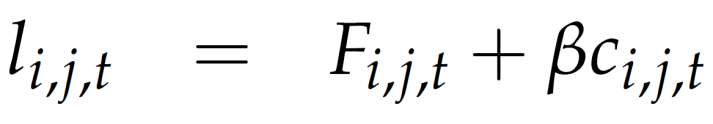 l_{i,j,t} = F_{i,j,t} + βc_{i,j,t}